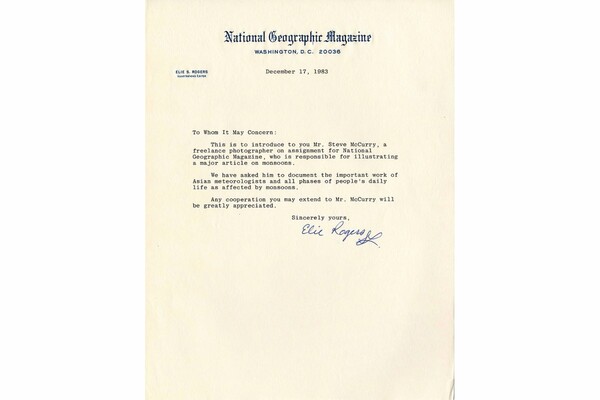 National Geographic Magazine
WASHINGTON, D. C. 20036
ELIE S. ROGERS
ILLUSTRATIONS EDITOR
December 17, 1983
To Whom It May Concern:
This is to introduce to you Mr. Steve McCurry, a
freelance photographer on assignment for National
Geographic Magazine, who is responsible for illustrating
a major article on monsoons.
We have asked him to document the important work of
Asian meteorologists and all phases of people's daily
life as affected by monsoons.
Any cooperation you may extend to Mr. McCurry will
be greatly appreciated.
Sincerely yours,
Elie Rogers